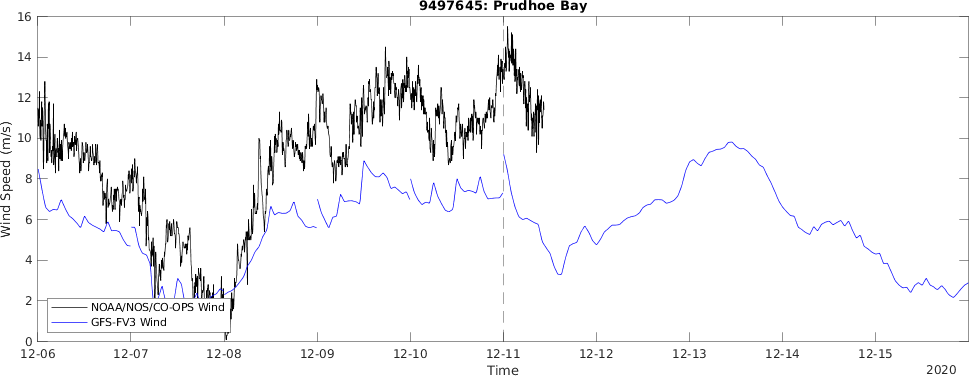 9497645: Prudhoe Bay
Wind Speed (m/s)
16
14
12
10
8
6
4
2
0
NOAA/NOS/CO-OPS Wind
GFS-FV3 Wind
12-06 12-07 12-08 12-09 12-10 12-11 12-12 12-13 12-14 12-15
Time
2020